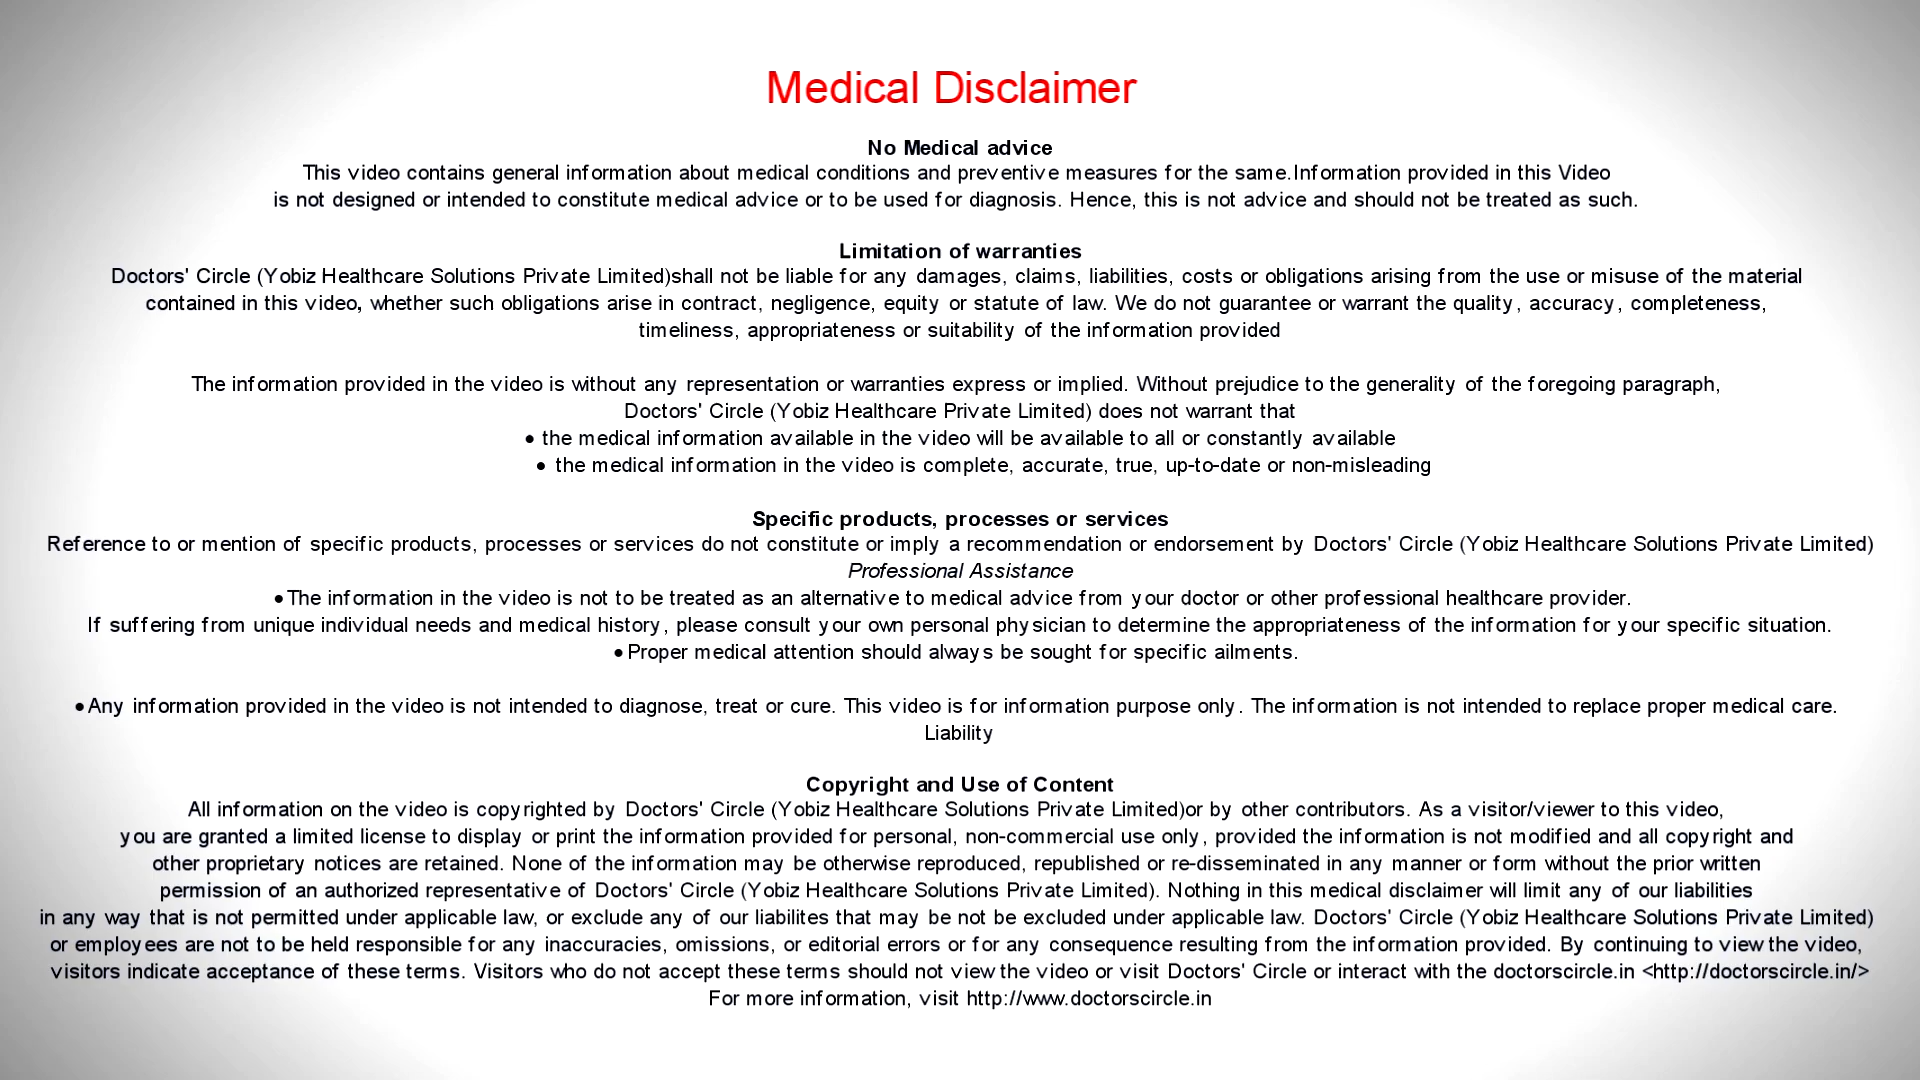 Medical Disclaimer
No Medical advice
This video contains general information about medical conditions and preventive measures for the same.Information provided in this Video
is not designed or intended to constitute medical advice or to be used for diagnosis. Hence, this is not advice and should not be treated as such.
Limitation of warranties
Doctors' Circle (Yobiz Healthcare Solutions Private Limited)shall not be liable for any damages, claims, liabilities, costs or obligations arising from the use or misuse of the material
contained in this video, whether such obligations arise in contract, negligence, equity or statute of law. We do not guarantee or warrant the quality, accuracy, completeness,
timeliness, appropriateness or suitability of the information provided
The information provided in the video is without any representation or warranties express or implied. Without prejudice to the generality of the foregoing paragraph,
Doctors' Circle (Yobiz Healthcare Private Limited) does not warrant that
• the medical information available in the video will be available to all or constantly available
• the medical information in the video is complete, accurate, true, up-to-date or non-misleading
Specific products, processes or services
Reference to or mention of specific products, processes or services do not constitute or imply a recommendation or endorsement by Doctors' Circle (Yobiz Healthcare Solutions Private Limited)
Professional Assistance
•The information in the video is not to be treated as an alternative to medical advice from your doctor or other professional healthcare provider.
If suffering from unique individual needs and medical history, please consult your own personal physician to determine the appropriateness of the information for your specific situation.
•Proper medical attention should always be sought for specific ailments.
•Any information provided in the video is not intended to diagnose, treat or cure. This video is for information purpose only. The information is not intended to replace proper medical care.
Liability
Copyright and Use of Content
All information on the video is copyrighted by Doctors' Circle (Yobiz Healthcare Solutions Private Limited)or by other contributors. As a visitor/viewer to this video,
you are granted a limited license to display or print the information provided for personal, non-commercial use only, provided the information is not modified and all copyright and
other proprietary notices are retained. None of the information may be otherwise reproduced, republished or re-disseminated in any manner or form without the prior written
permission of an authorized representative of Doctors' Circle (Yobiz Healthcare Solutions Private Limited). Nothing in this medical disclaimer will limit any of our liabilities
in any way that is not permitted under applicable law, or exclude any of our liabilites that may be not be excluded under applicable law. Doctors' Circle (Yobiz Healthcare Solutions Private Limited)
or employees are not to be held responsible for any inaccuracies, omissions, or editorial errors or for any consequence resulting from the information provided. By continuing to view the video,
visitors indicate acceptance of these terms. Visitors who do not accept these terms should not view the video or visit Doctors' Circle or interact with the doctorscircle.in <http://doctorscircle.in/>
For more information, visit http://www.doctorscircle.in